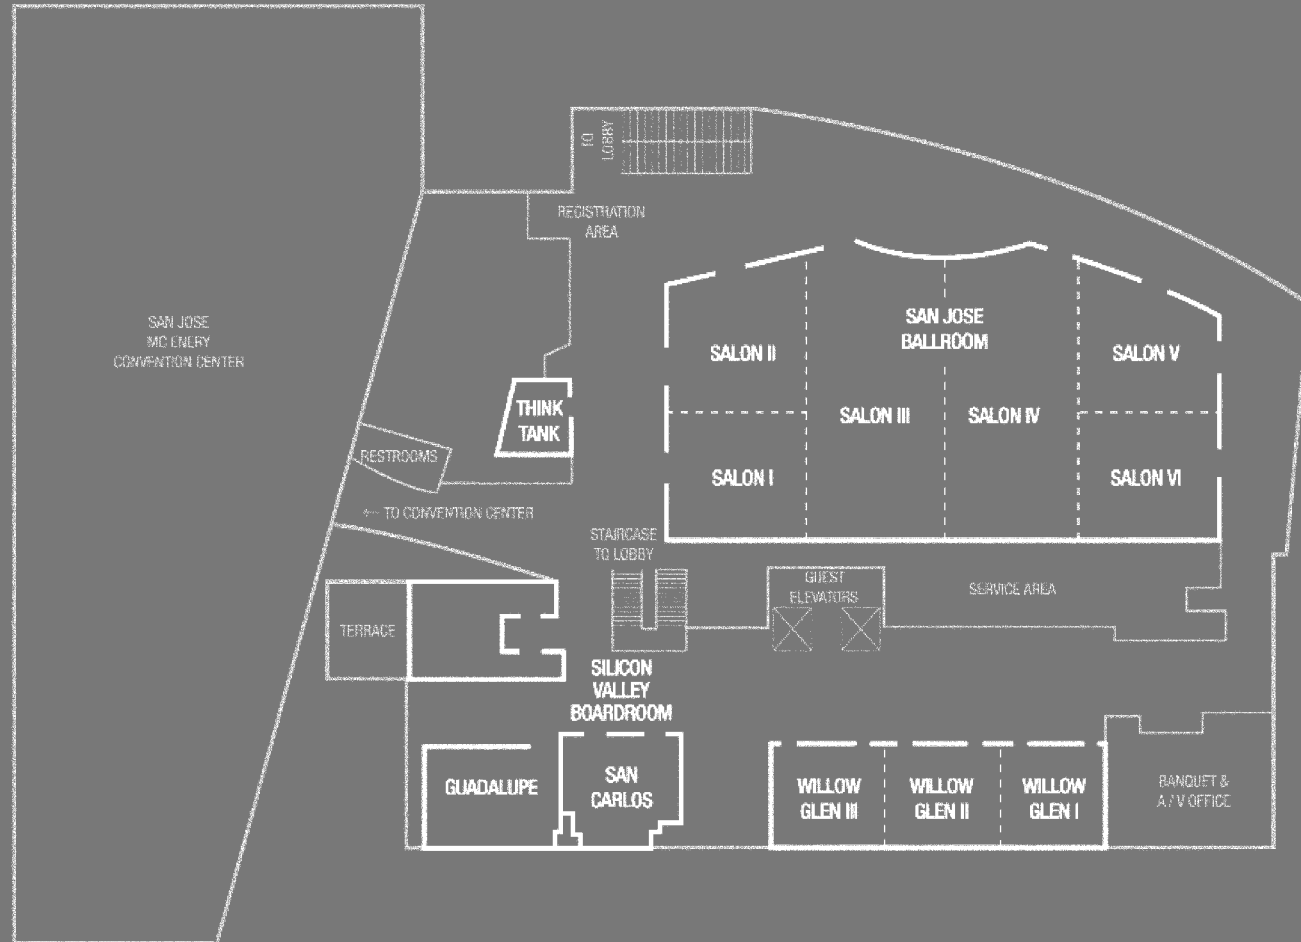 TO
LOBBY
REGISTRATION
AREA
SAN JOSE
MC ENERY
CONVENTION CENTER
SAN JOSE
BALLROOM
SALON II
SALON V
THINK
TANK
SALON III
SALON IV
RESTROOMS
SALON I
SALON VI
← TO CONVENTION CENTER
STAIRCASE
TO LOBBY
GUEST
ELEVATORS
SERVICE AREA
TERRACE
SILICON
VALLEY
BOARDROOM
GUADALUPE
SAN
CARLOS
WILLOW
GLEN III
WILLOW
GLEN II
WILLOW
GLEN I
BANQUET &
A / V OFFICE